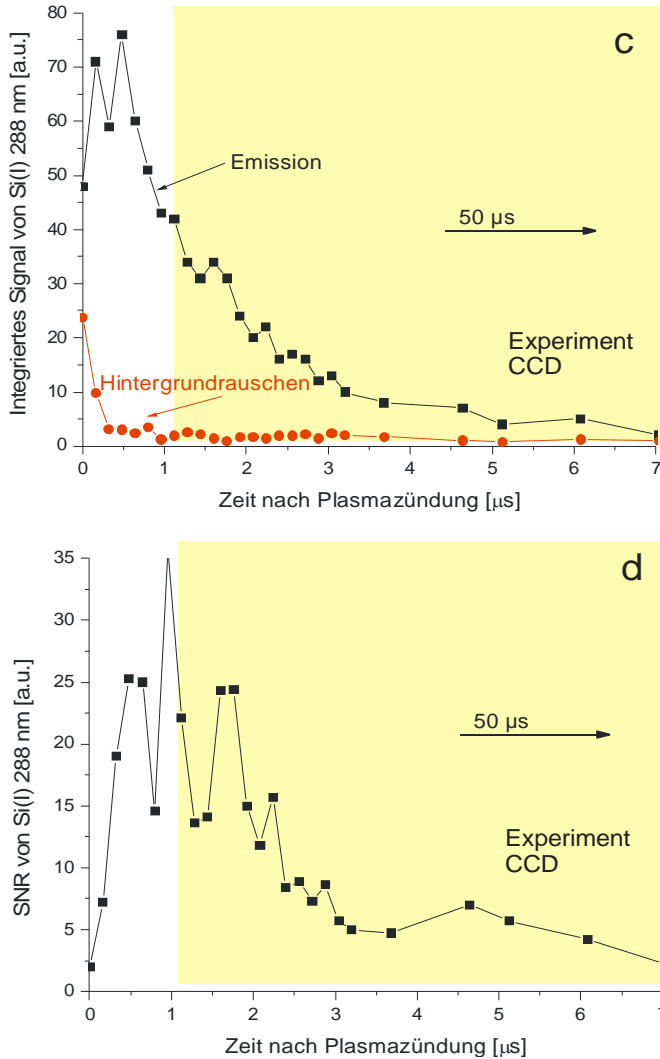 80
70
60
50
40
30
20
10
0
Integriertes Signal von Si(I) 288 nm [a.u.]
c
Emission
50 µs
Experiment
CCD
Hintergrundrauschen
0 1 2 3 4 5 6 7
Zeit nach Plasmazündung [µs]
35
30
25
20
15
10
5
0
SNR von Si(I) 288 nm [a.u.]
d
50 µs
Experiment
CCD
0 1 2 3 4 5 6
Zeit nach Plasmazündung [µs]